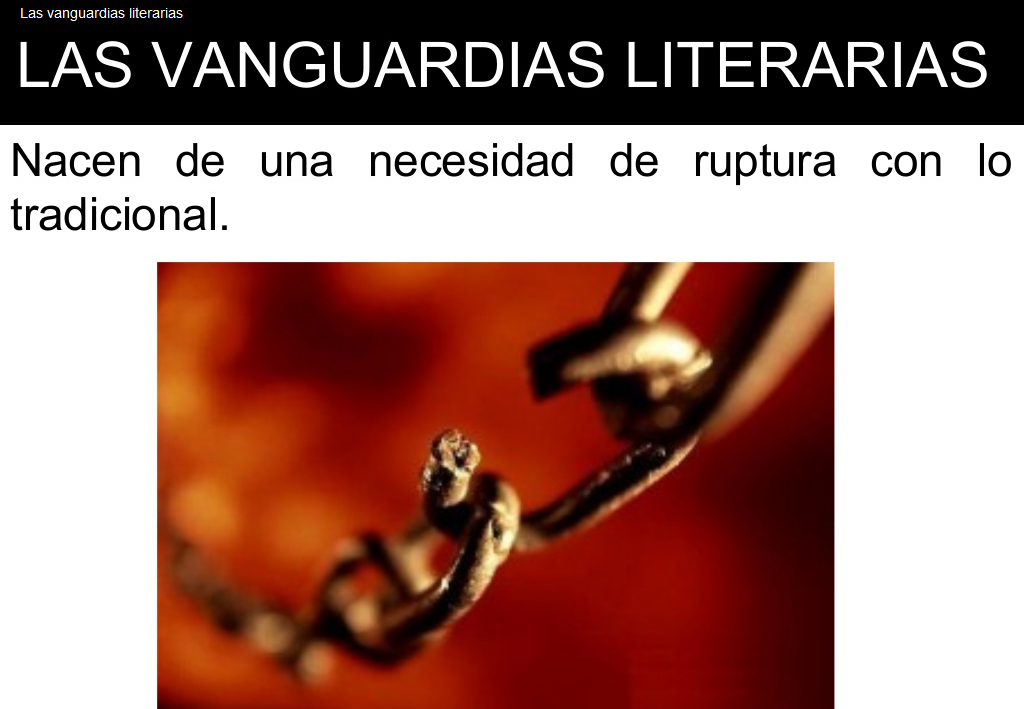 Las vanguardias literarias
LAS VANGUARDIAS LITERARIAS
Nacen de una necesidad de ruptura con lo
tradicional.